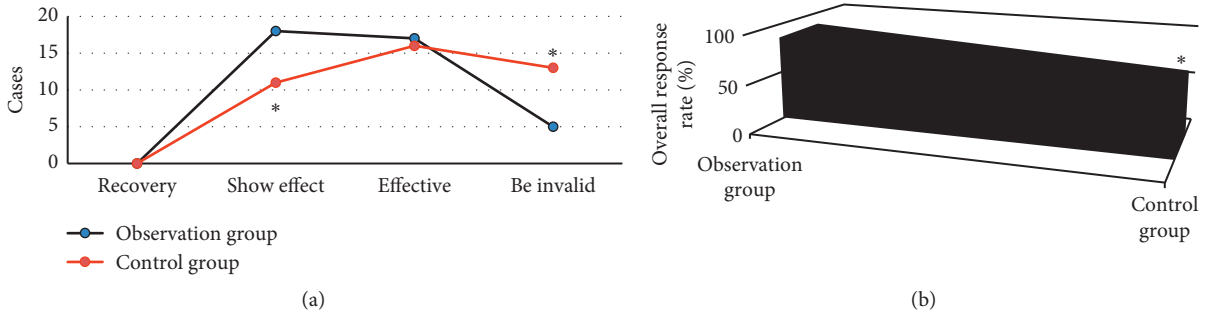 20
15
10
5
0
Cases
*
*
Recovery
Show effect
Effective
Be invalid
Observation group
Control group
(a)
100
50
0
Overall response
rate (%)
*
Observation
group
Control
group
(b)